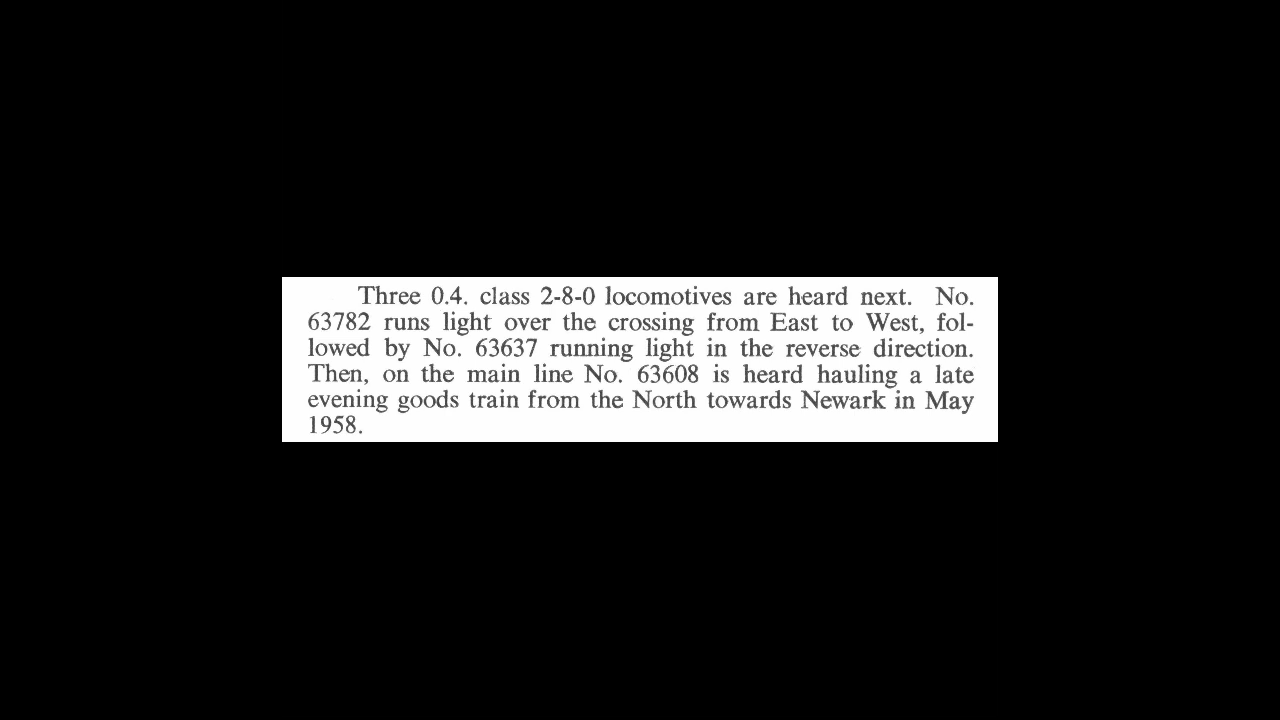 Three 0.4. class 2-8-0 locomotives are heard next. No.
63782 runs light over the crossing from East to West, fol-
lowed by No. 63637 running light in the reverse direction.
Then, on the main line No. 63608 is heard hauling a late
evening goods train from the North towards Newark in May
1958.